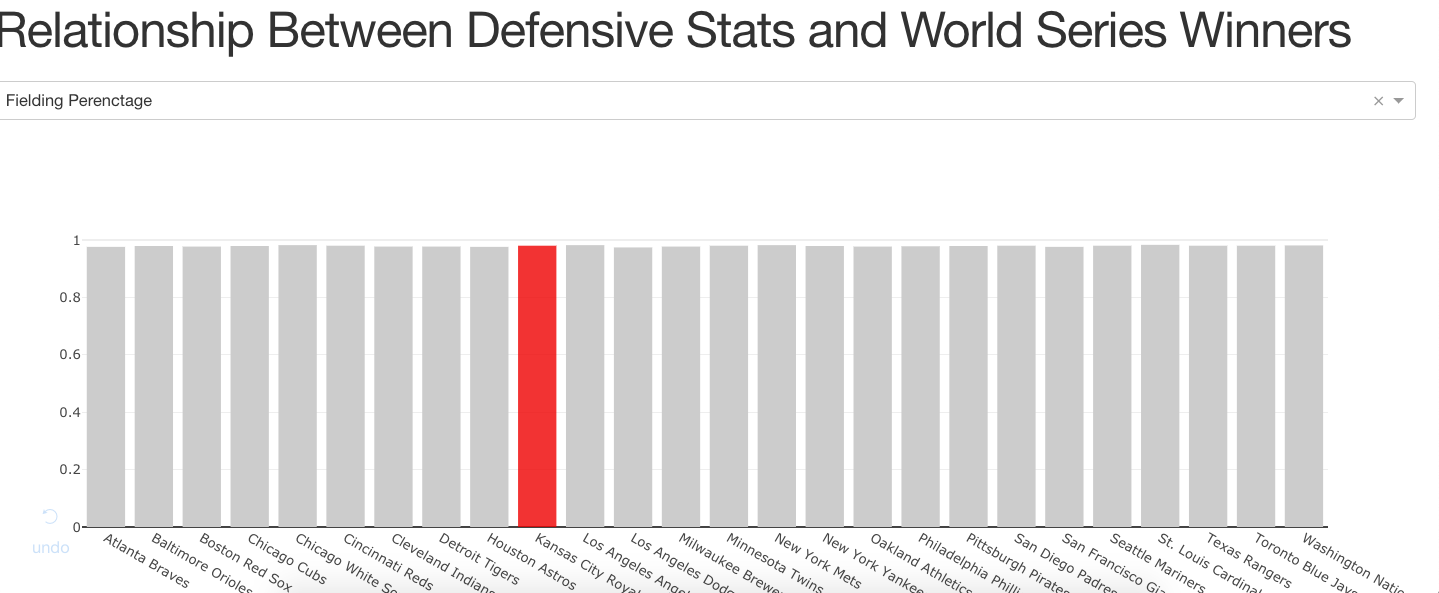 Relationship Between Defensive Stats and World Series Winners
Fielding Perenctage
1
0.8
0.6
0.4
0.2
0
undo
Atlanta Braves
Baltimore Orioles
Boston Red Sox
Chicago Cubs
Chicago White So
Cincinnati Reds
Cleveland Indians
Detroit Tigers
Houston Astros
Kansas City Royal
Los Angeles Angel
Los Angeles Dodg
Milwaukee Brewe
Minnesota Twins
New York Mets
New York Yankee
Oakland Athletics
Philadelphia Philli
Pittsburgh Pirates
San Diego Padres
San Francisco Gia
Seattle Mariners
St. Louis Cardinal
Texas Rangers
Toronto Blue Jays
Washington Natio